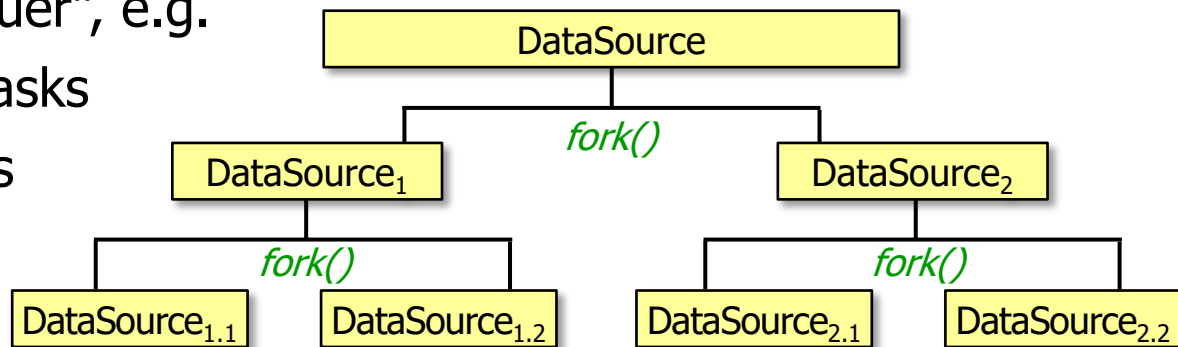 uer", e.g.
DataSource
asks
fork()
s
DataSource1
DataSource2
fork()
fork()
DataSource1.1
DataSource1.2
DataSource2.1
DataSource2.2